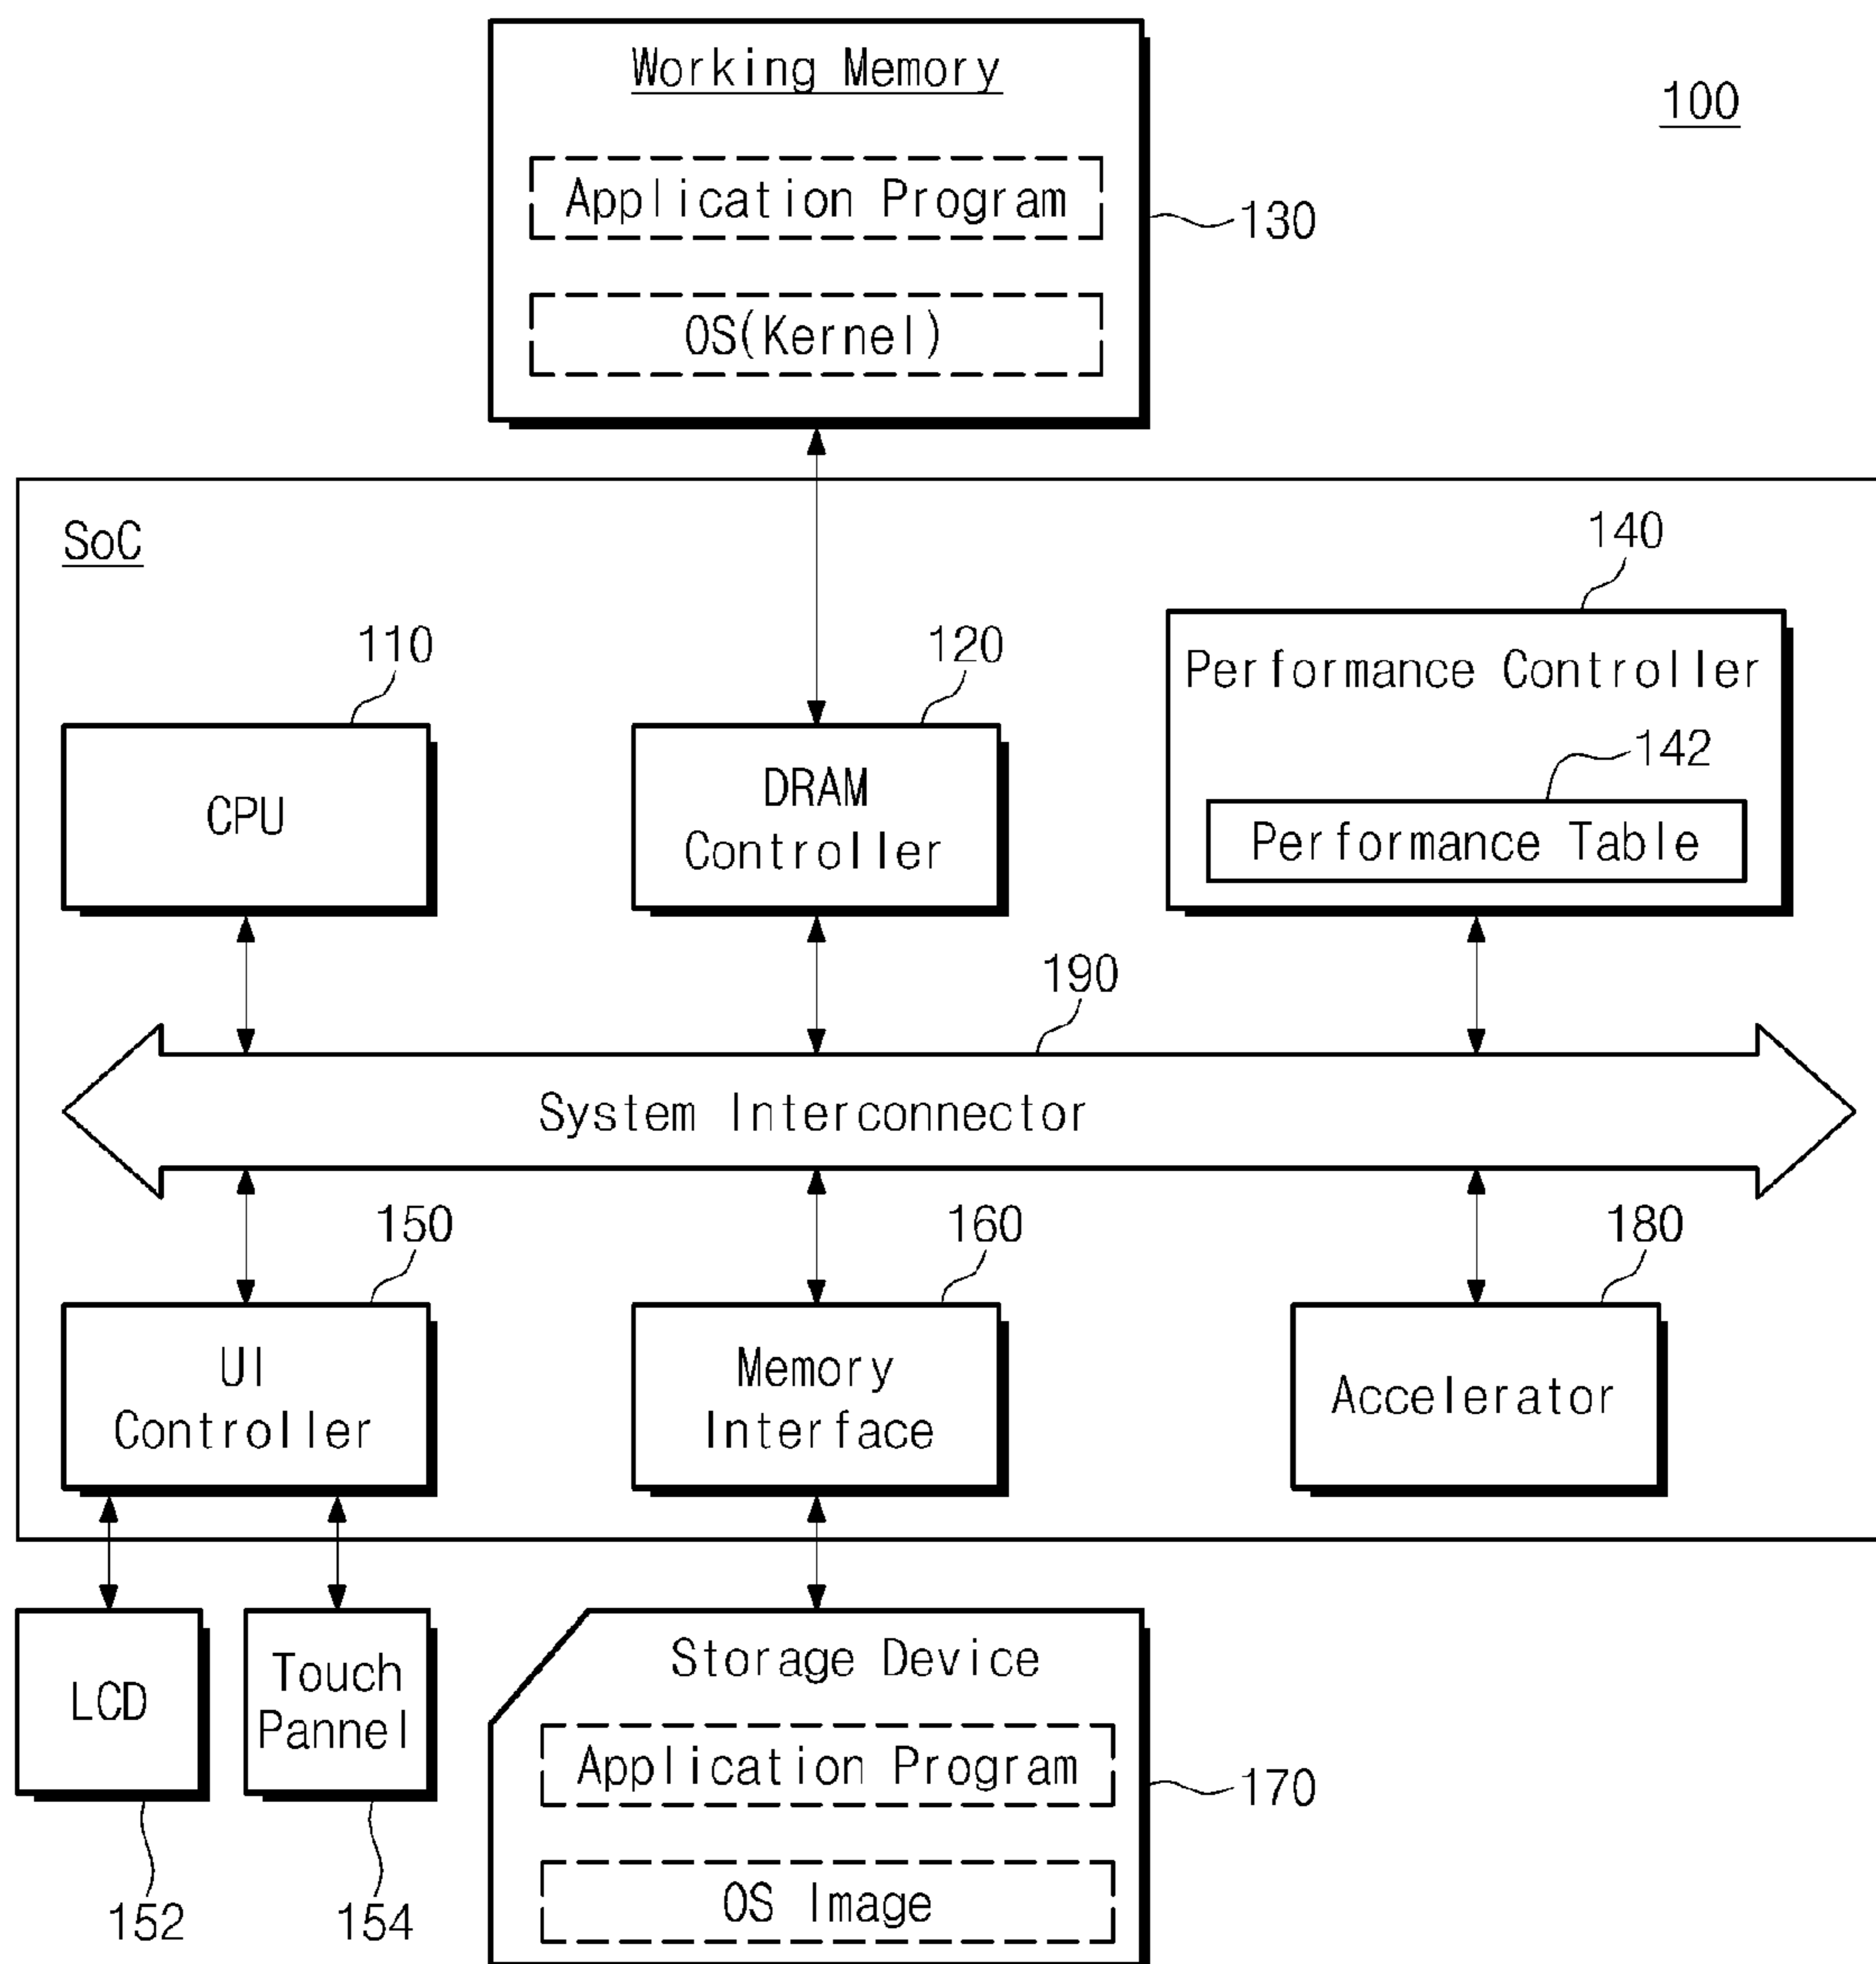 Working Memory
100
Application Program
130
OS(Kernel)
SoC
140
110
120
Performance Controller
142
CPU
DRAM
Controller
Performance Table
190
System Interconnector
150
160
180
UI
Controller
Memory
Interface
Accelerator
LCD
Touch
Pannel
Storage Device
Application Program
170
OS Image
152
154